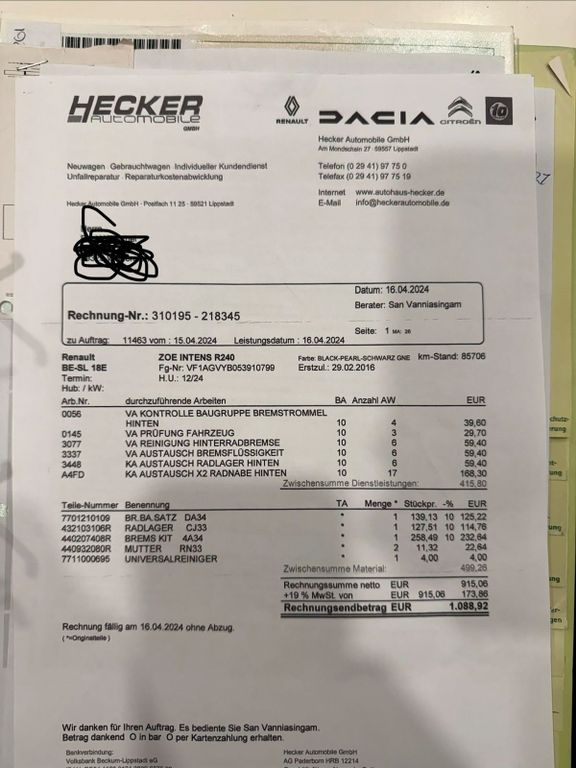 HECKER
AUTOMOBILE
GMBH
RENAULT
DACIA
CITROËN
Hecker Automobile GmbH
Am Mondschein 27 · 59557 Lippstadt
Neuwagen · Gebrauchtwagen · Individueller Kundendienst
Unfallreparatur · Reparaturkostenabwicklung
Telefon (0 29 41) 97 75 0
Telefax (0 29 41) 97 75 19
Internet www.autohaus-hecker.de
E-Mail info@heckerautomobile.de
Hecker Automobile GmbH · Postfach 11 25 · 59521 Lippstadt
Datum: 16.04.2024
Berater: San Vanniasingam
Rechnung-Nr.: 310195 - 218345
Seite: 1 MA: 26
zu Auftrag: 11463 vom : 15.04.2024 Leistungsdatum : 16.04.2024
Renault ZOE INTENS R240 Farbe: BLACK-PEARL-SCHWARZ GNE km-Stand: 85706
BE-SL 18E Fg-Nr: VF1AGVYB053910799 Erstzul.: 29.02.2016
Termin: H.U.: 12/24
Hub: / kW:
Arb.Nr. durchzuführende Arbeiten BA Anzahl AW EUR
0056 VA KONTROLLE BAUGRUPPE BREMSTROMMEL
HINTEN 10 4 39,60
0145 VA PRÜFUNG FAHRZEUG 10 3 29,70
3077 VA REINIGUNG HINTERRADBREMSE 10 6 59,40
3337 VA AUSTAUSCH BREMSFLÜSSIGKEIT 10 6 59,40
3448 KA AUSTAUSCH RADLAGER HINTEN 10 6 59,40
A4FD KA AUSTAUSCH X2 RADNABE HINTEN 10 17 168,30
Zwischensumme Dienstleistungen: 415,80
Teile-Nummer Benennung TA Menge * Stückpr. -% EUR
7701210109 BR.BA.SATZ DA34 * 1 139,13 10 125,22
432103106R RADLAGER CJ33 * 1 127,51 10 114,76
440207408R BREMS KIT 4A34 * 1 258,49 10 232,64
440932080R MUTTER RN33 * 2 11,32 22,64
7711000695 UNIVERSALREINIGER * 1 4,00 4,00
Zwischensumme Material: 499,26
Rechnungssumme netto EUR 915,06
+19 % MwSt. von EUR 915,06 173,86
Rechnungsendbetrag EUR 1.088,92
Rechnung fällig am 16.04.2024 ohne Abzug.
(*=Originalteile)
Wir danken für Ihren Auftrag. Es bediente Sie San Vanniasingam.
Betrag dankend O in bar O per Kartenzahlung erhalten.
Bankverbindung: Hecker Automobile GmbH
Volksbank Beckum-Lippstadt eG AG Paderborn HRB 12214